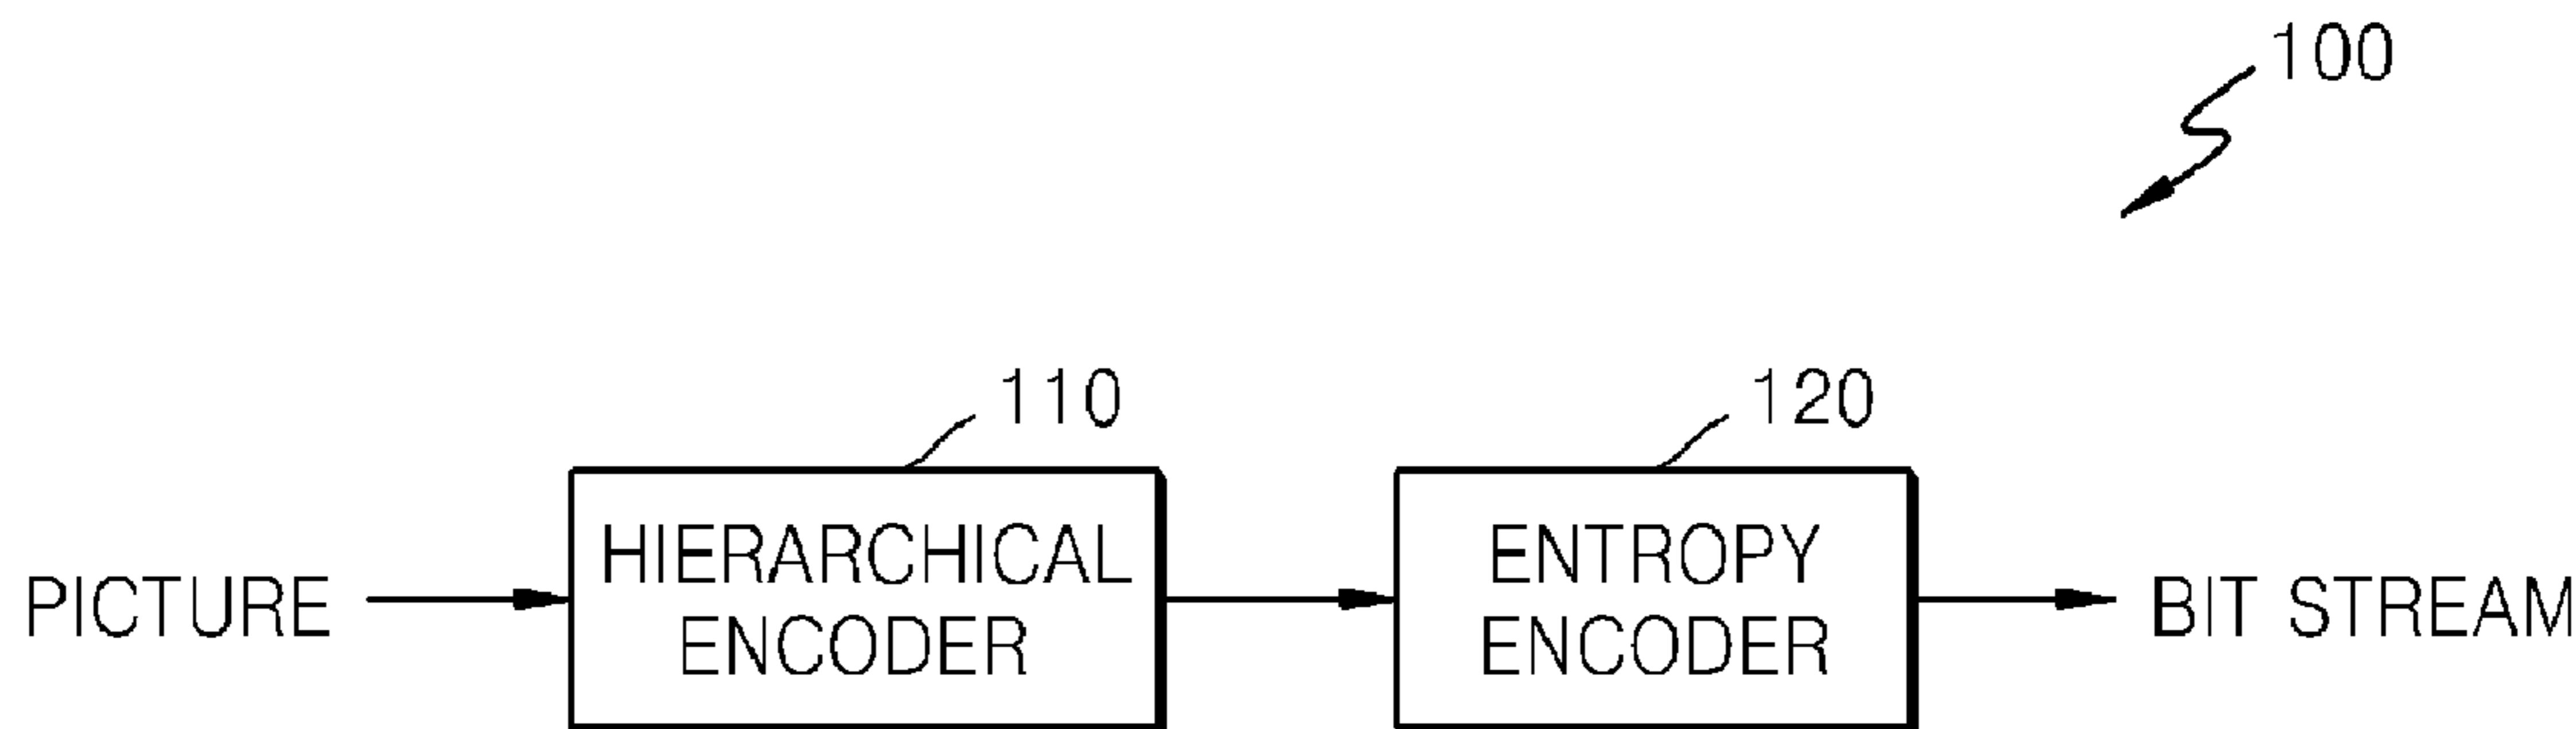 100
110
120
PICTURE
HIERARCHICAL
ENCODER
ENTROPY
ENCODER
BIT STREAM